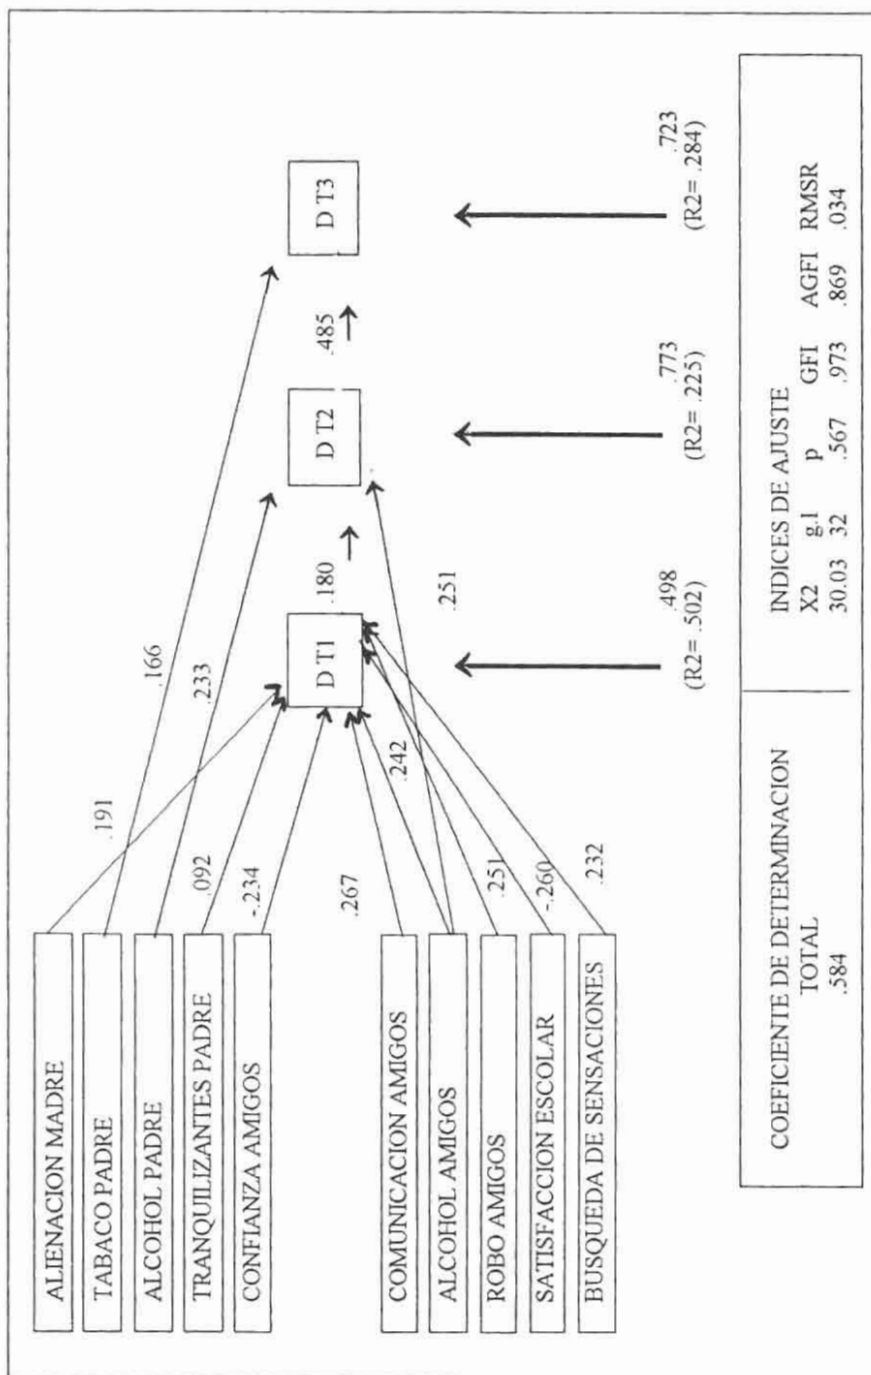 ALIENACION MADRE
TABACO PADRE
ALCOHOL PADRE
TRANQUILIZANTES PADRE
CONFIANZA AMIGOS
COMUNICACION AMIGOS
ALCOHOL AMIGOS
ROBO AMIGOS
SATISFACCION ESCOLAR
BUSQUEDA DE SENSACIONES
.191
.166
.233
.092
-.234
.267
.242
.251
.251
-.260
.232
D T1
.180
D T2
.485
D T3
.498
(R2= .502)
.773
(R2= .225)
.723
(R2= .284)
COEFICIENTE DE DETERMINACION
TOTAL
.584
INDICES DE AJUSTE
X2 g.l p GFI AGFI RMSR
30.03 32 .567 .973 .869 .034